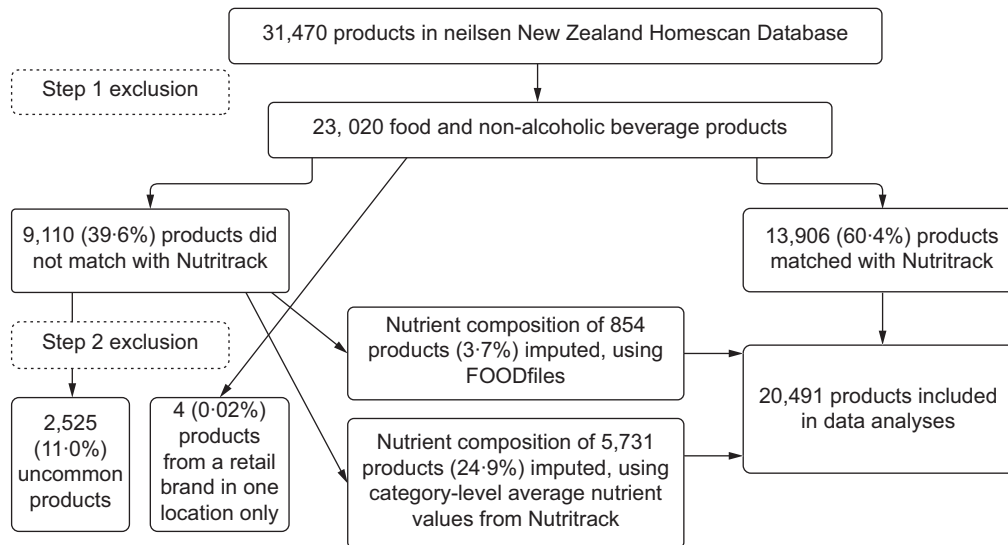 31,470 products in neilsen New Zealand Homescan Database
Step 1 exclusion
23, 020 food and non-alcoholic beverage products
9,110 (39·6%) products did
not match with Nutritrack
13,906 (60·4%) products
matched with Nutritrack
Step 2 exclusion
Nutrient composition of 854
products (3·7%) imputed, using
FOODfiles
20,491 products included
in data analyses
2,525
(11·0%)
uncommon
products
4 (0·02%)
products
from a retail
brand in one
location only
Nutrient composition of 5,731
products (24·9%) imputed, using
category-level average nutrient
values from Nutritrack